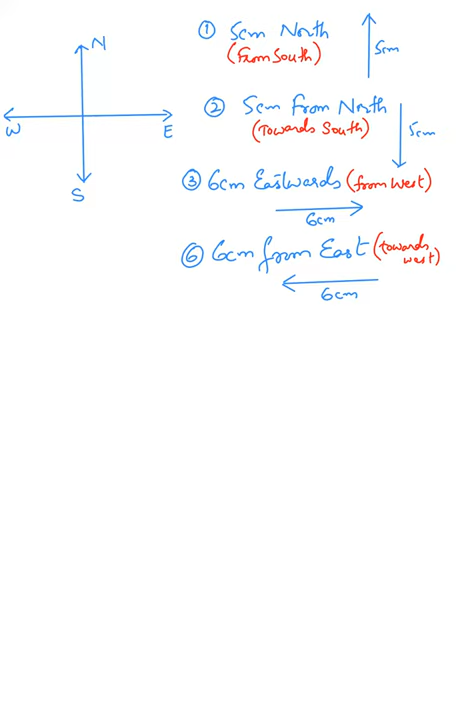 N
W
E
S
① 5cm North
(From South)
5cm
② 5cm from North
(Towards South)
5cm
③ 6cm Eastwards (from West)
6cm
⑥ 6cm from East (towards west)
6cm